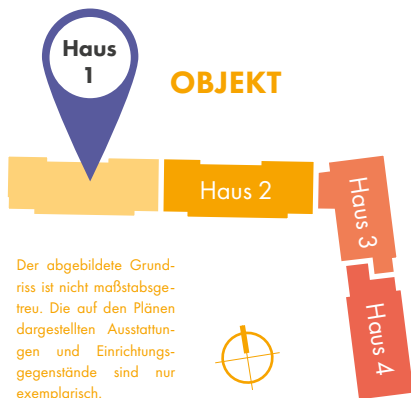 Haus
1
OBJEKT
Haus 2
Haus 3
Haus 4
Der abgebildete Grund-
riss ist nicht maßstabsge-
treu. Die auf den Plänen
dargestellten Ausstattun-
gen und Einrichtungs-
gegenstände sind nur
exemplarisch.